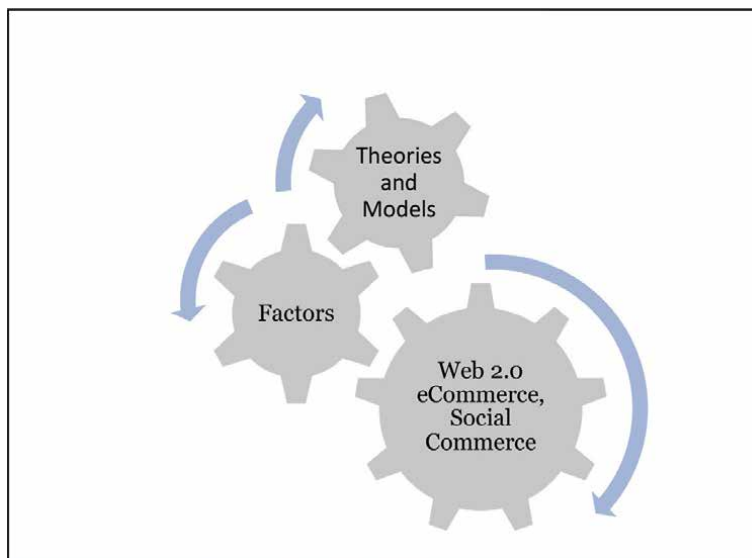 Theories
and
Models
Factors
Web 2.0
eCommerce,
Social
Commerce